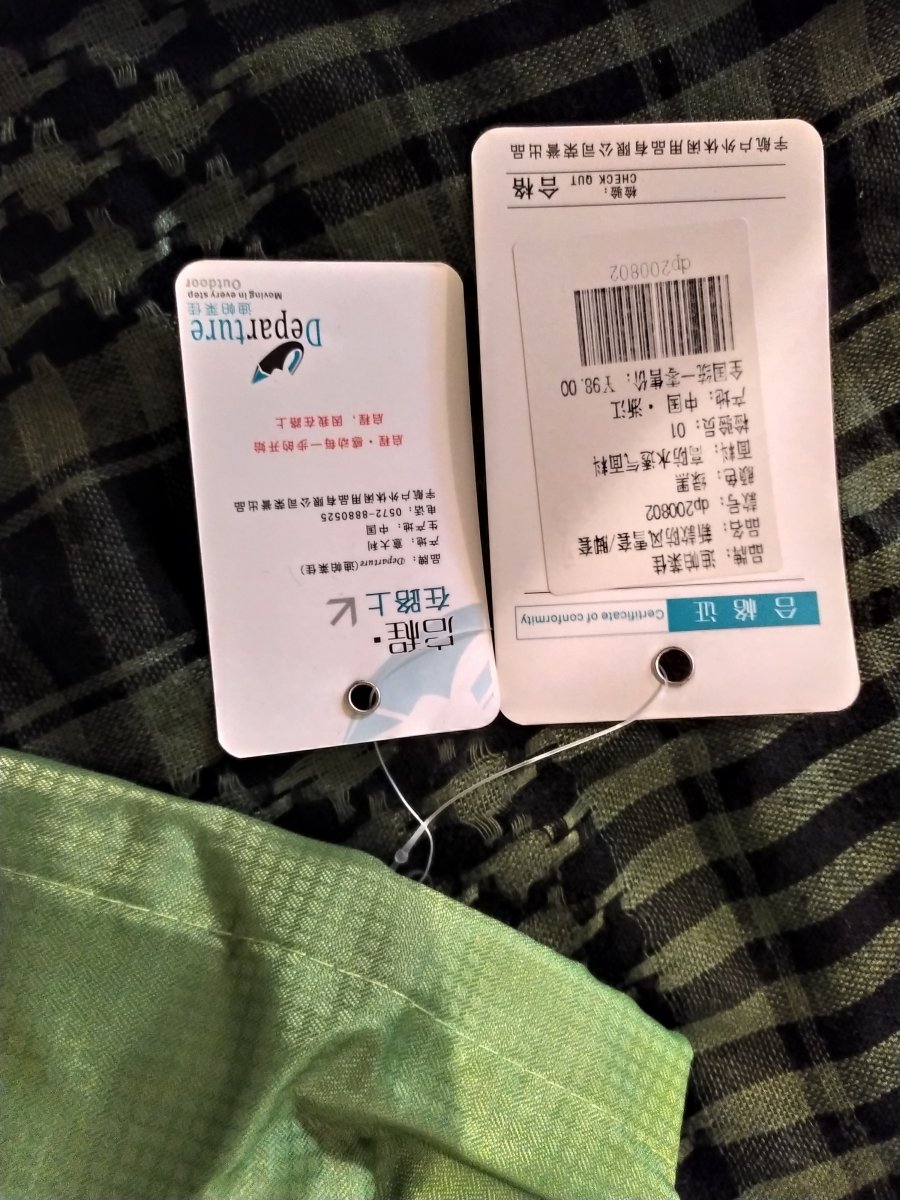 启程·
在路上
品牌：Departure(迪帕莱佳)
产地：意大利
生产地：中国
电话：0572-8880525
宇航户外休闲用品有限公司荣誉出品
启程·感动每一步的开始
启程，因我在路上
Departure
迪帕莱佳
Moving in every step
Outdoor
合格证 Certificate of conformity
品牌：迪帕莱佳
品名：新款防风雪套/脚套
款号：dp200802
颜色：绿黑
面料：高防水透气面料
检验员：01
产地：中国·浙江
全国统一零售价：￥98.00
dp200802
检验：合格
CHECK QUT
宇航户外休闲用品有限公司荣誉出品